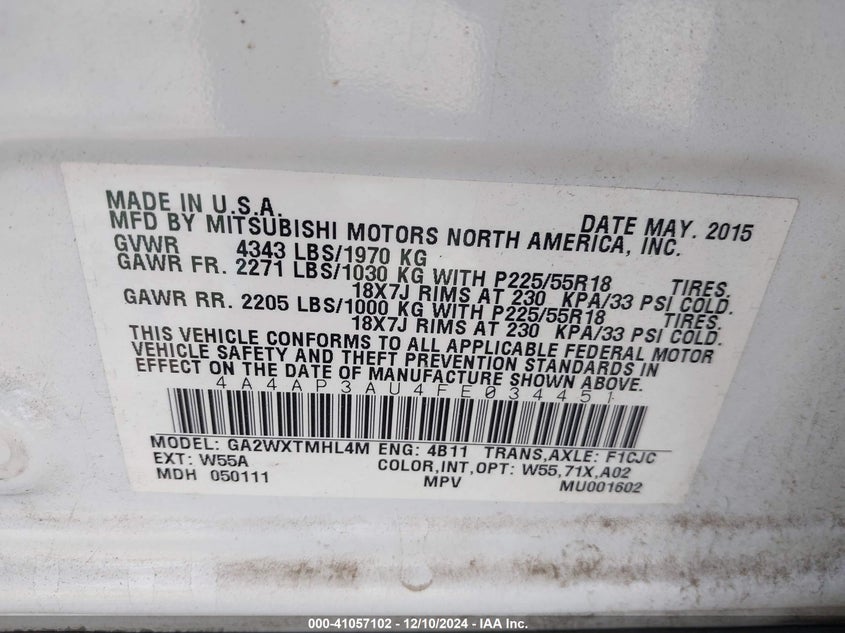 MADE IN U.S.A. DATE MAY. 2015
MFD BY MITSUBISHI MOTORS NORTH AMERICA, INC.
GVWR 4343 LBS/1970 KG
GAWR FR. 2271 LBS/1030 KG WITH P225/55R18 TIRES,
18X7J RIMS AT 230 KPA/33 PSI COLD.
GAWR RR. 2205 LBS/1000 KG WITH P225/55R18 TIRES.
18X7J RIMS AT 230 KPA/33 PSI COLD.
THIS VEHICLE CONFORMS TO ALL APPLICABLE FEDERAL MOTOR
VEHICLE SAFETY AND THEFT PREVENTION STANDARDS IN
EFFECT ON THE DATE OF MANUFACTURE SHOWN ABOVE.
4A4AP3AU4FE034451
MODEL: GA2WXTMHL4M ENG: 4B11 TRANS,AXLE: F1CJC
EXT: W55A COLOR,INT,OPT: W55,71X,A02
MDH 050111 MPV MU001602
000-41057102 - 12/10/2024 - IAA Inc.